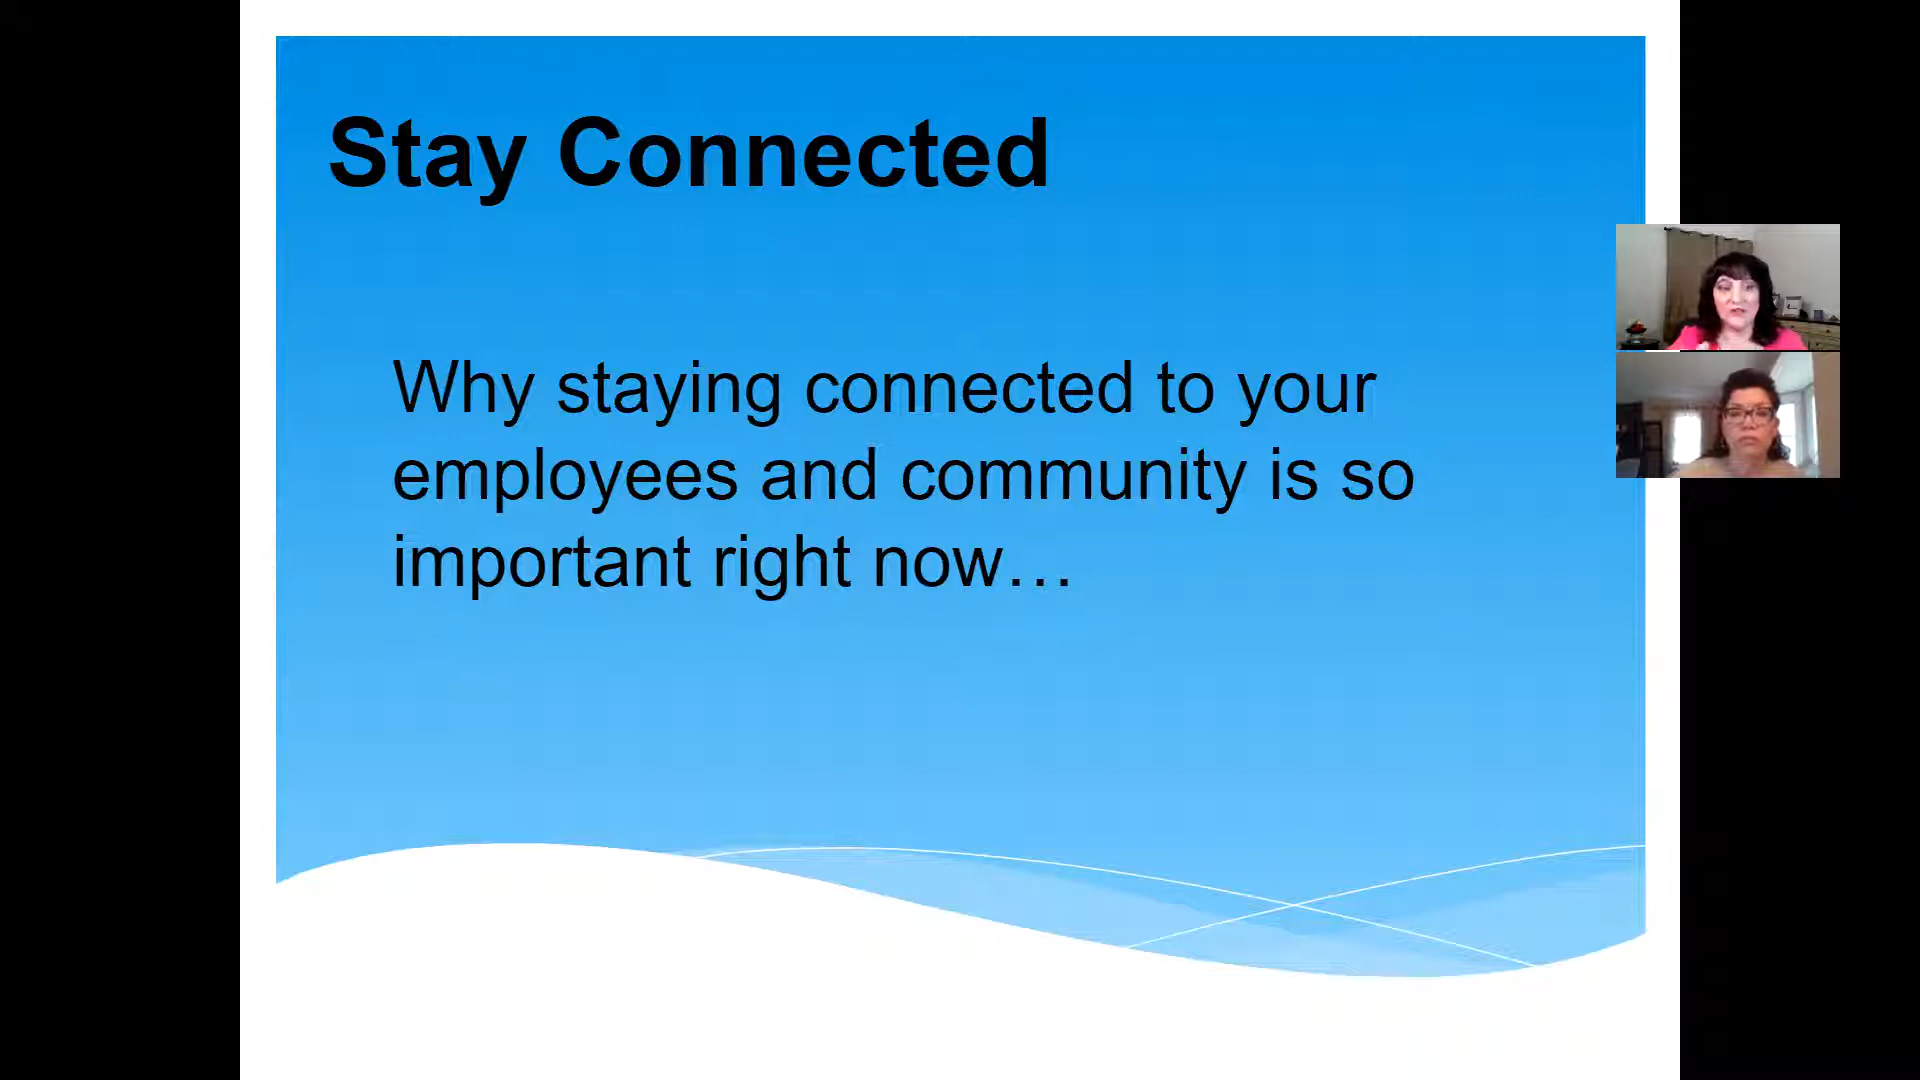 Stay Connected
Why staying connected to your
employees and community is so
important right now…